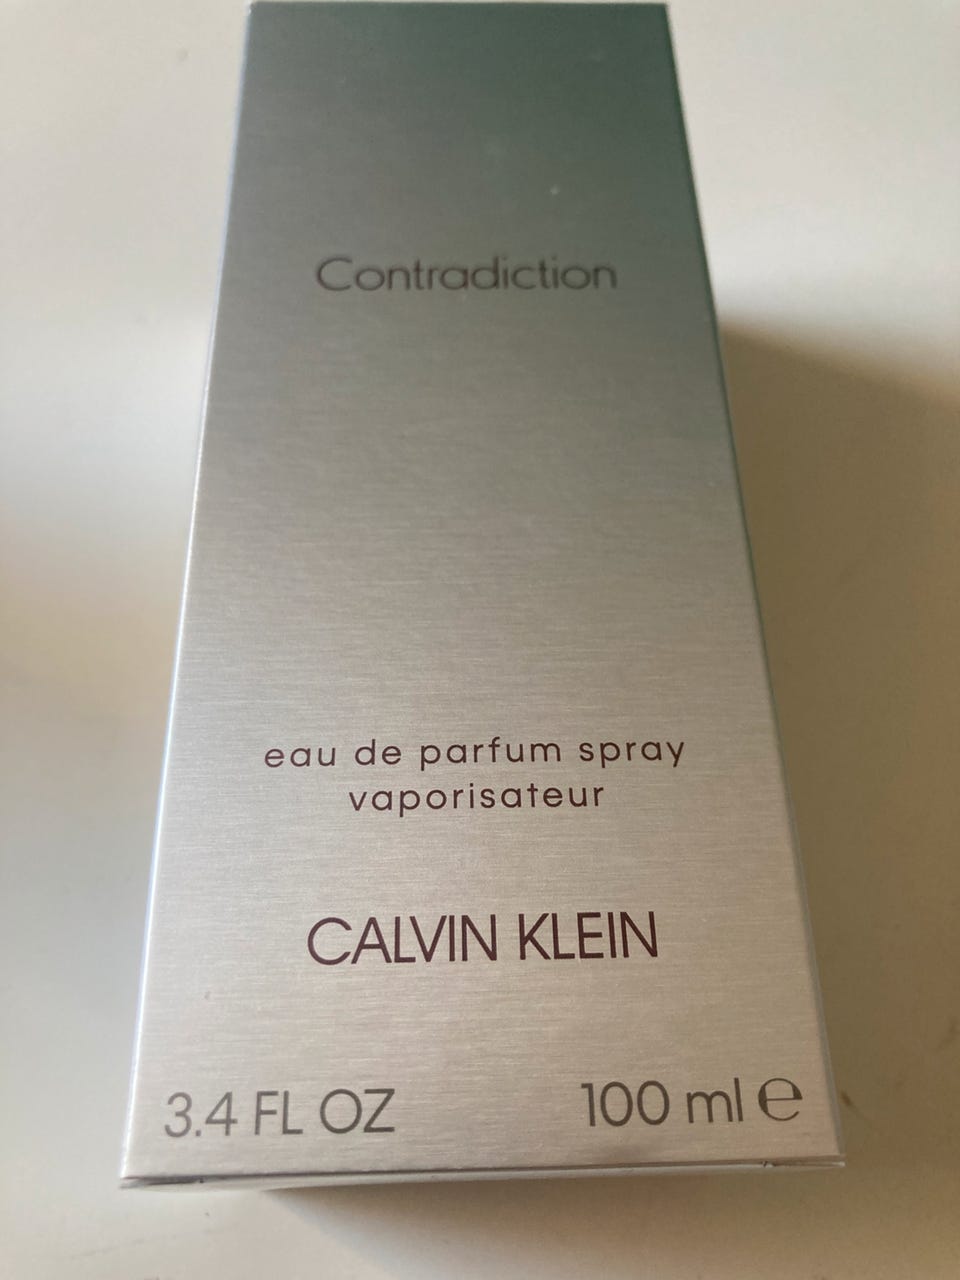 Contradiction
eau de parfum spray
vaporisateur
CALVIN KLEIN
3.4 FL OZ 100 ml ℮